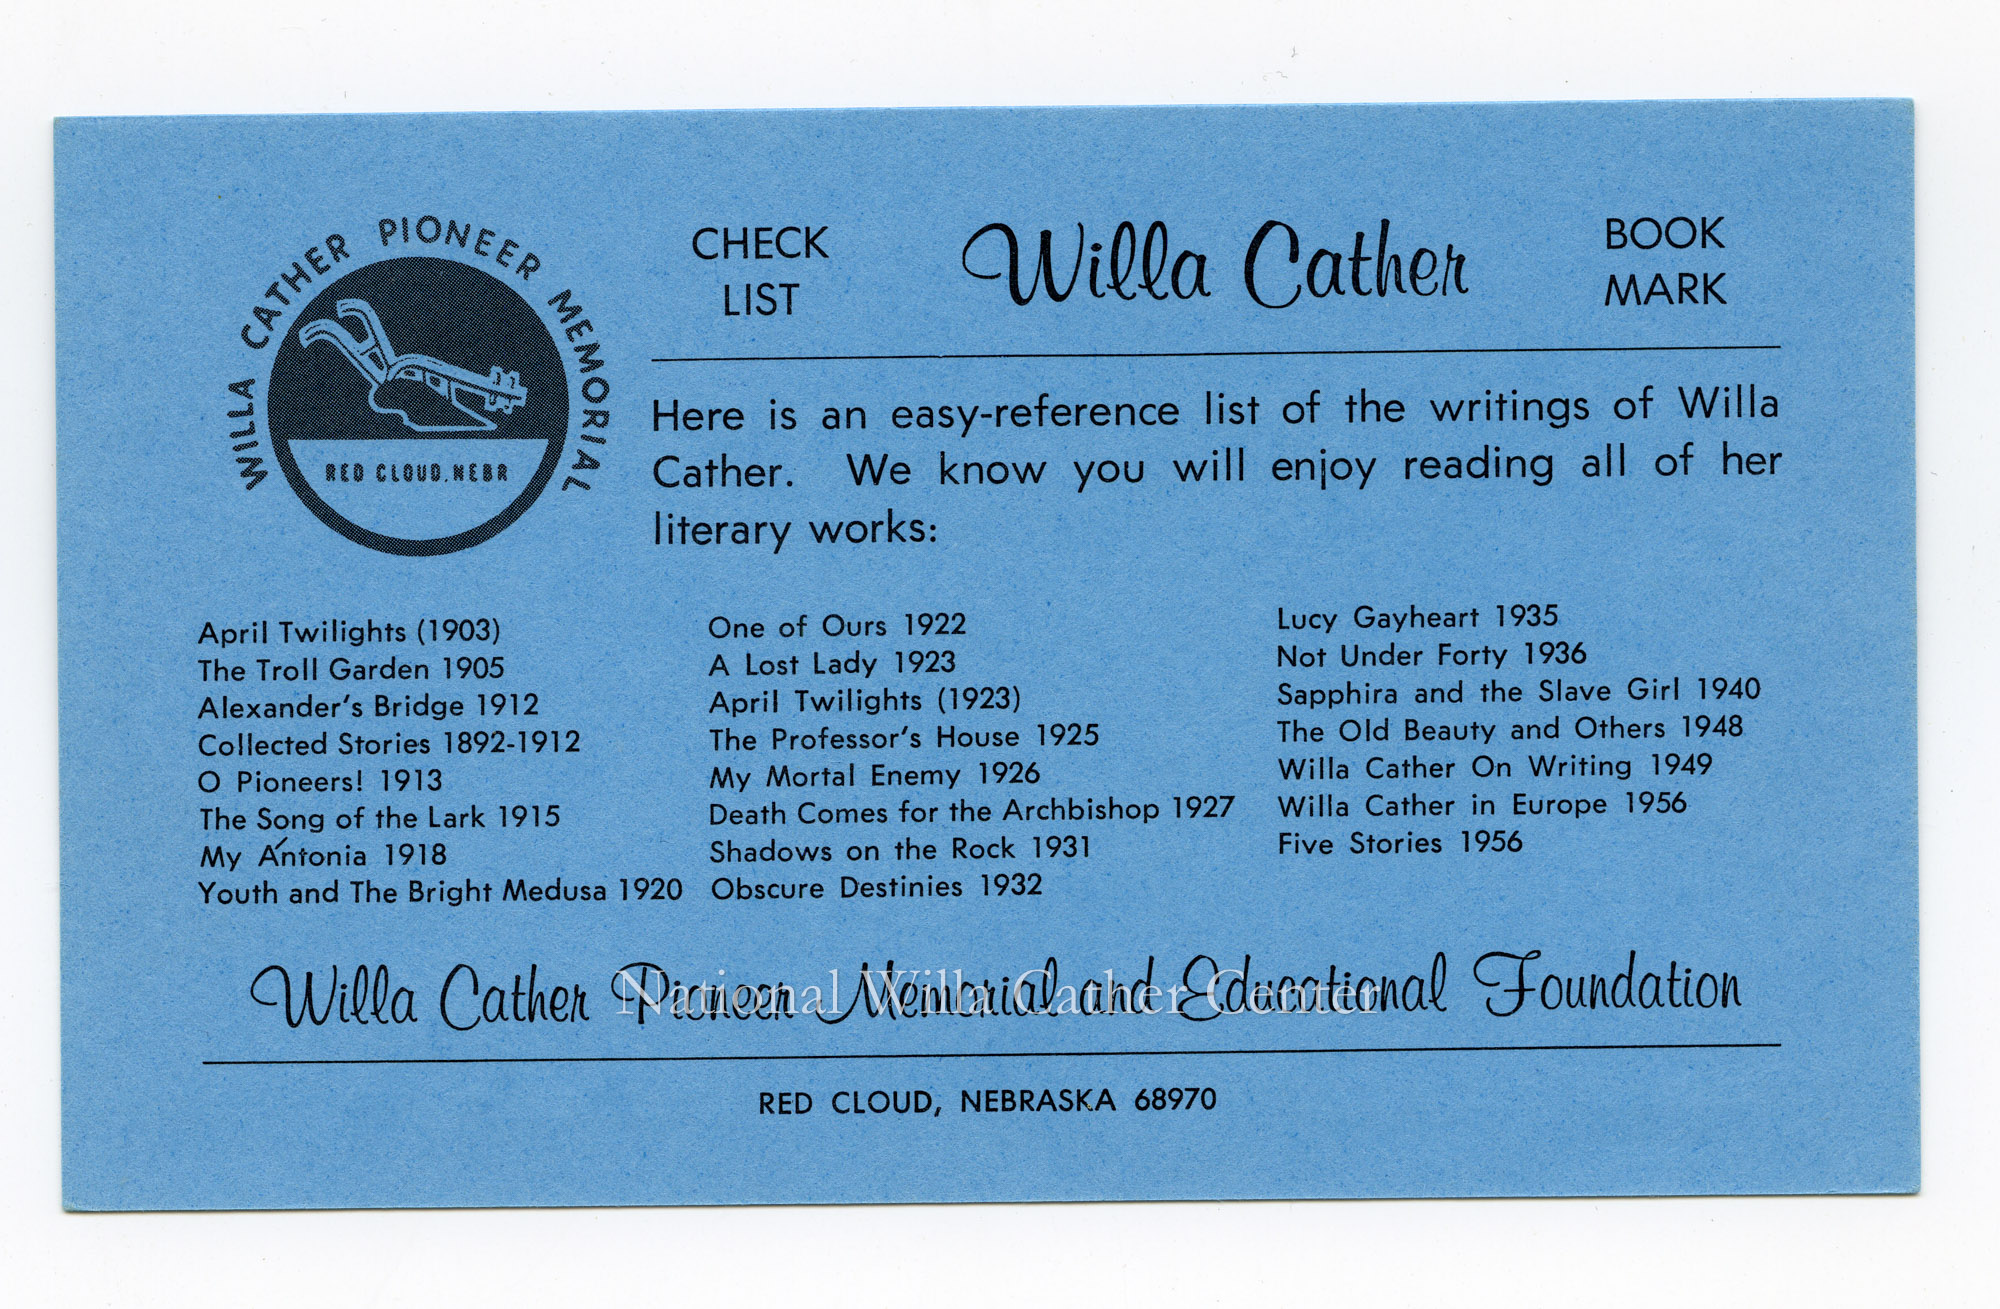 WILLA CATHER PIONEER MEMORIAL
RED CLOUD, NEBR
CHECK
LIST
Willa Cather
BOOK
MARK
Here is an easy-reference list of the writings of Willa
Cather. We know you will enjoy reading all of her
literary works:
April Twilights (1903)
The Troll Garden 1905
Alexander's Bridge 1912
Collected Stories 1892-1912
O Pioneers! 1913
The Song of the Lark 1915
My Ántonia 1918
Youth and The Bright Medusa 1920
One of Ours 1922
A Lost Lady 1923
April Twilights (1923)
The Professor's House 1925
My Mortal Enemy 1926
Death Comes for the Archbishop 1927
Shadows on the Rock 1931
Obscure Destinies 1932
Lucy Gayheart 1935
Not Under Forty 1936
Sapphira and the Slave Girl 1940
The Old Beauty and Others 1948
Willa Cather On Writing 1949
Willa Cather in Europe 1956
Five Stories 1956
Willa Cather Pioneer Memorial and Educational Foundation
National Willa Cather Center
RED CLOUD, NEBRASKA 68970